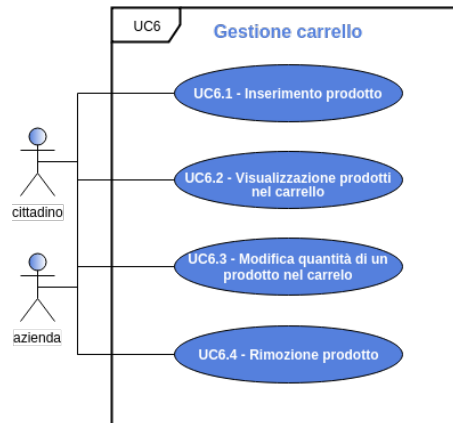 UC6
Gestione carrello
UC6.1 - Inserimento prodotto
UC6.2 - Visualizzazione prodotti
nel carrello
cittadino
UC6.3 - Modifica quantità di un
prodotto nel carrelo
azienda
UC6.4 - Rimozione prodotto